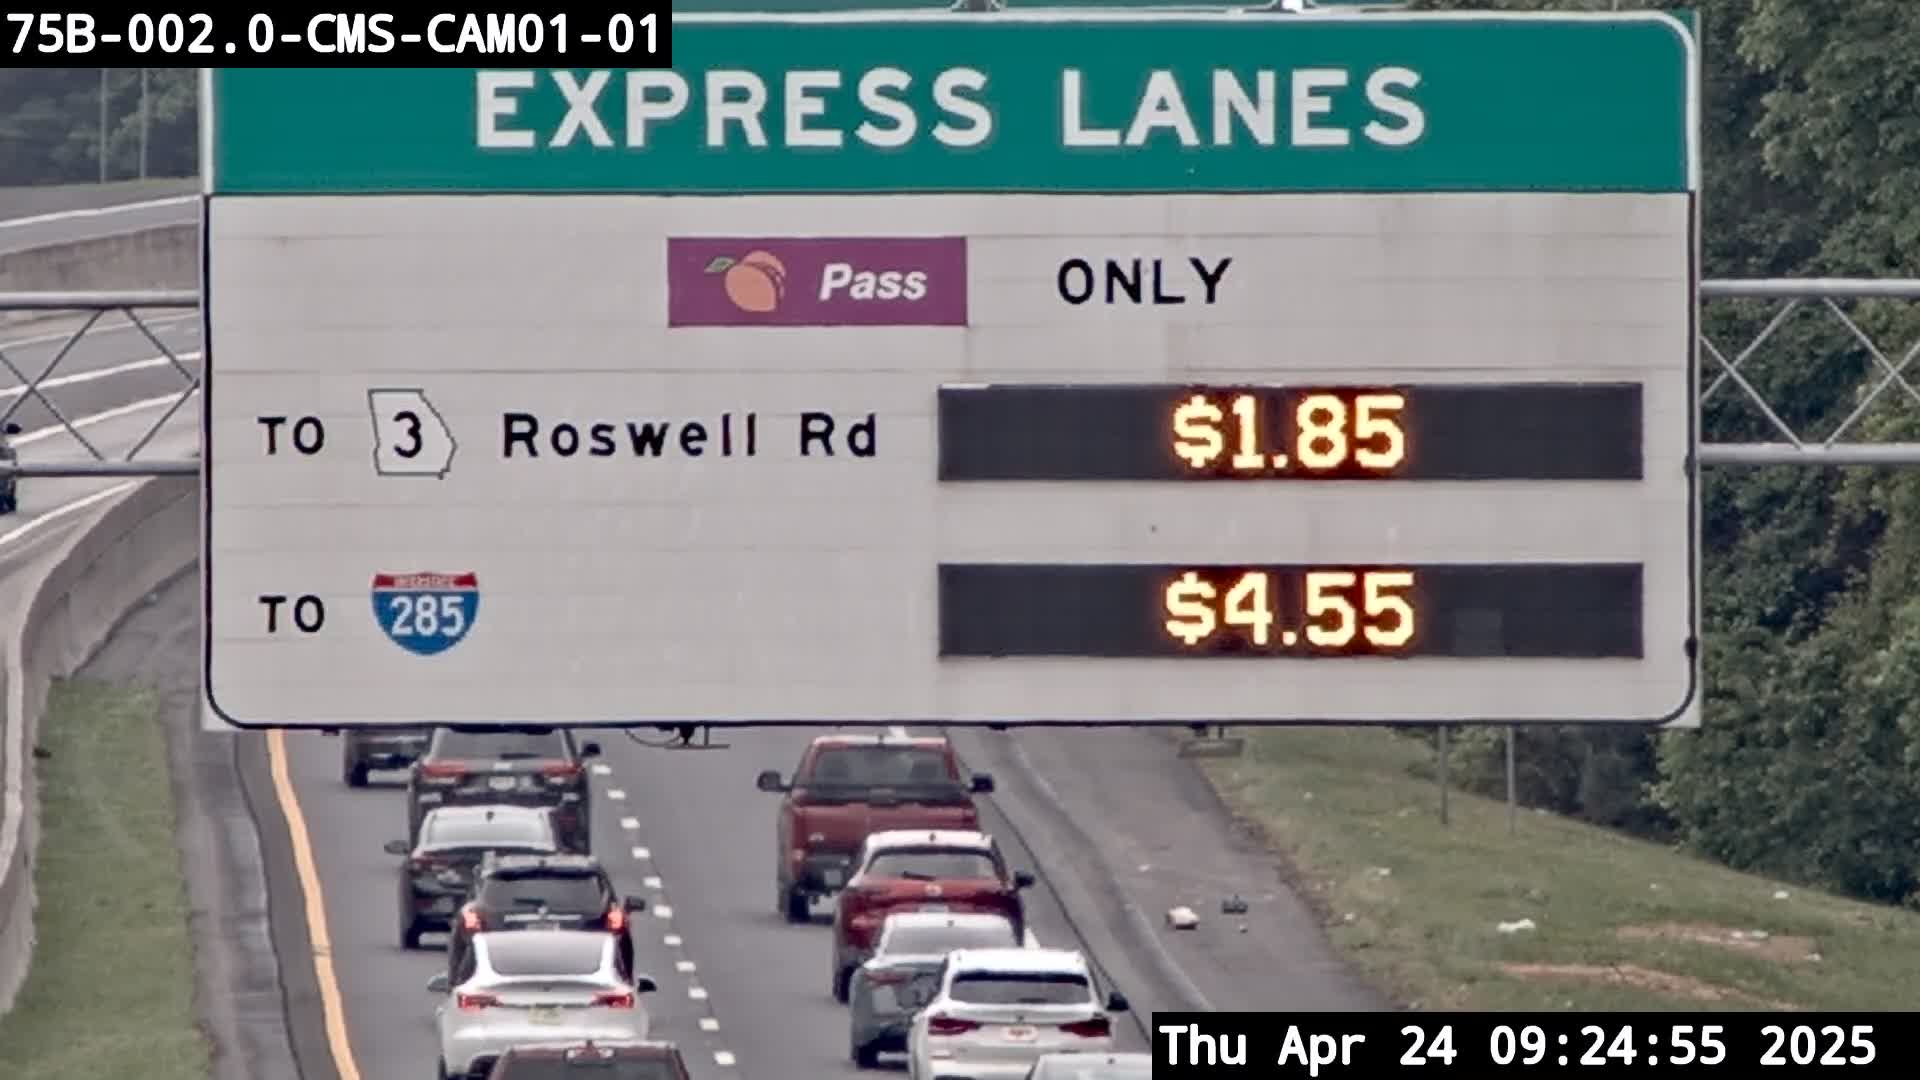 75B-002.0-CMS-CAM01-01
EXPRESS LANES
Pass ONLY
TO 3 Roswell Rd $1.85
TO INTERSTATE 285 $4.55
Thu Apr 24 09:24:55 2025